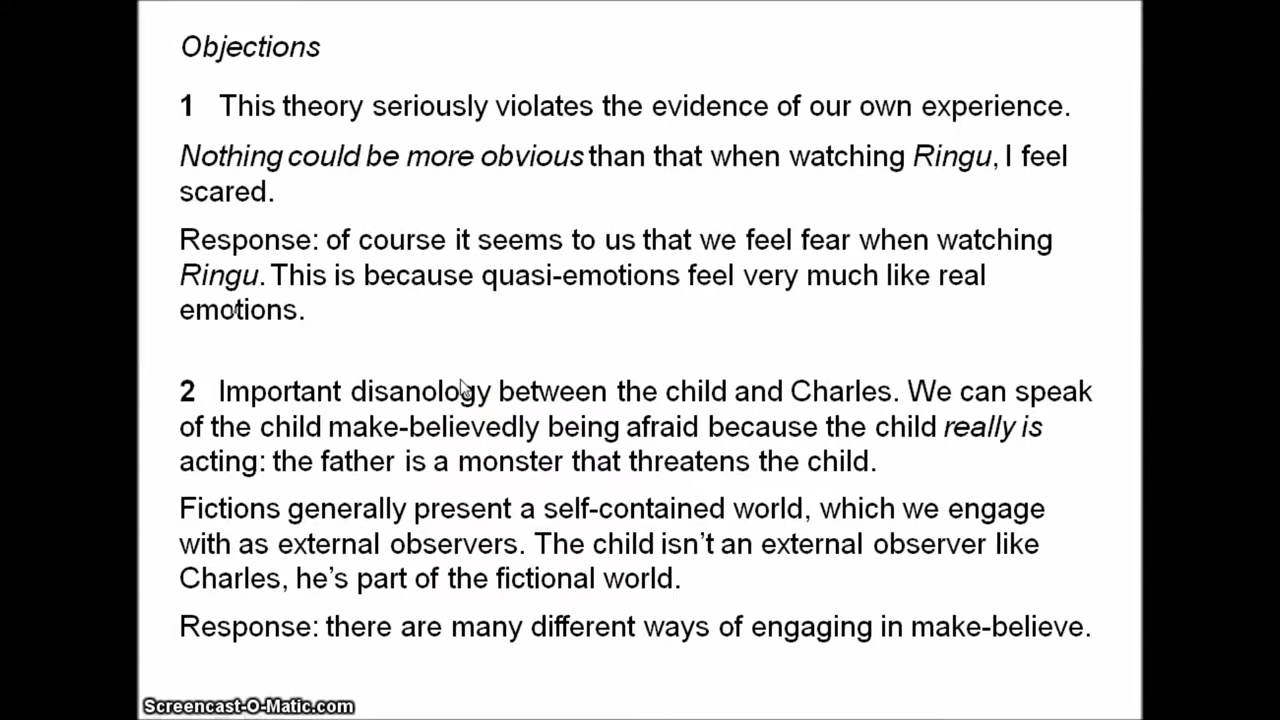 Objections
1 This theory seriously violates the evidence of our own experience.
Nothing could be more obvious than that when watching Ringu, I feel
scared.
Response: of course it seems to us that we feel fear when watching
Ringu. This is because quasi-emotions feel very much like real
emotions.
2 Important disanology between the child and Charles. We can speak
of the child make-believedly being afraid because the child really is
acting: the father is a monster that threatens the child.
Fictions generally present a self-contained world, which we engage
with as external observers. The child isn't an external observer like
Charles, he's part of the fictional world.
Response: there are many different ways of engaging in make-believe.
Screencast-O-Matic.com